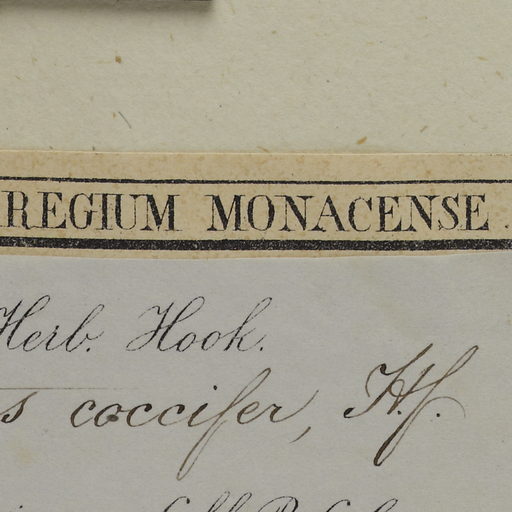 REGIUM MONACENSE.
Herb. Hook.
s coccifer, H.f.